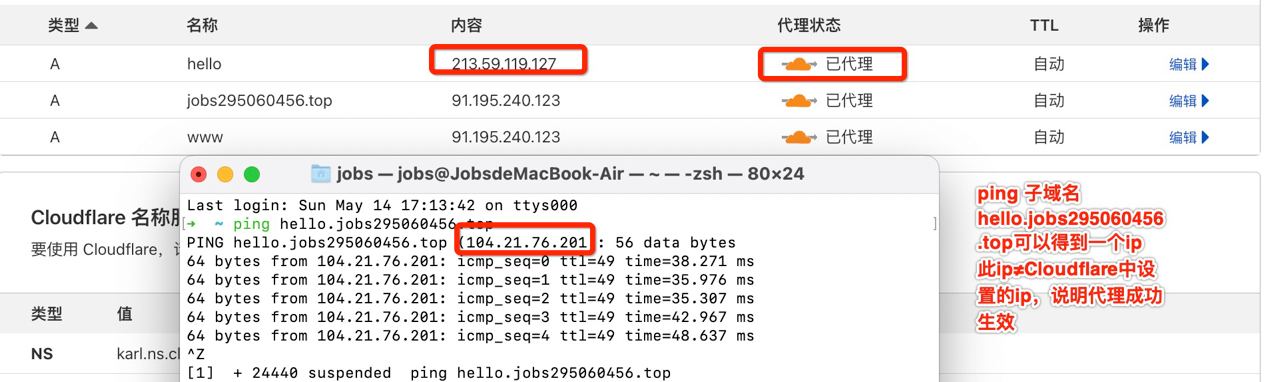 类型 名称 内容 代理状态 TTL 操作
A hello 213.59.119.127 已代理 自动 编辑
A jobs295060456.top 91.195.240.123 已代理 自动 编辑
A www 91.195.240.123 已代理 自动 编辑
jobs — jobs@JobsdeMacBook-Air — ~ — -zsh — 80×24
Last login: Sun May 14 17:13:42 on ttys000
[➜ ~ ping hello.jobs295060456.top ]
PING hello.jobs295060456.top (104.21.76.201): 56 data bytes
64 bytes from 104.21.76.201: icmp_seq=0 ttl=49 time=38.271 ms
64 bytes from 104.21.76.201: icmp_seq=1 ttl=49 time=35.976 ms
64 bytes from 104.21.76.201: icmp_seq=2 ttl=49 time=35.307 ms
64 bytes from 104.21.76.201: icmp_seq=3 ttl=49 time=42.967 ms
64 bytes from 104.21.76.201: icmp_seq=4 ttl=49 time=48.637 ms
^Z
[1]  + 24440 suspended  ping hello.jobs295060456.top
Cloudflare 名称
要使用 Cloudflare,
类型 值
NS karl.ns.cl
ping 子域名
hello.jobs295060456
.top可以得到一个ip
此ip≠Cloudflare中设
置的ip，说明代理成功
生效